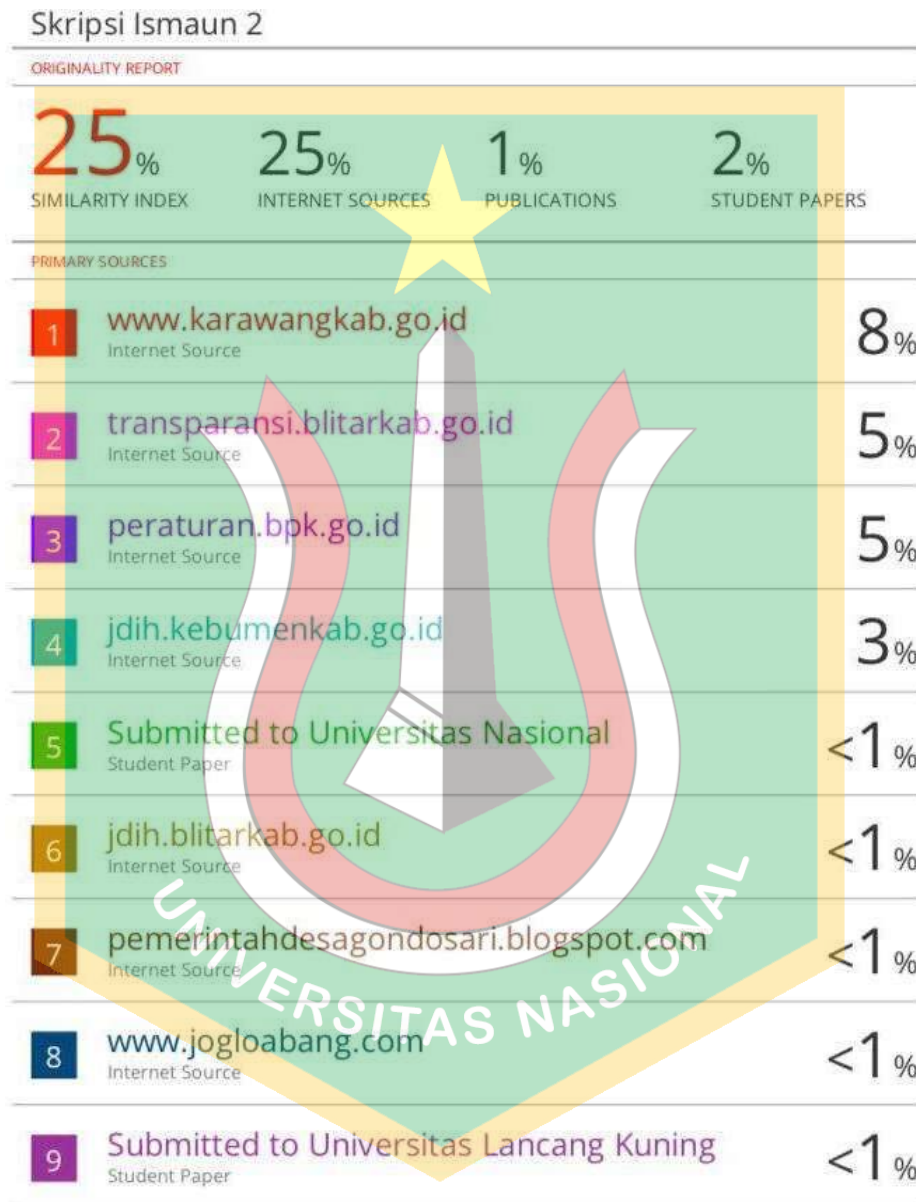 Skripsi Ismaun 2
ORIGINALITY REPORT
25% 25% 1% 2%
SIMILARITY INDEX INTERNET SOURCES PUBLICATIONS STUDENT PAPERS
PRIMARY SOURCES
1 www.karawangkab.go.id 8%
Internet Source
2 transparansi.blitarkab.go.id 5%
Internet Source
3 peraturan.bpk.go.id 5%
Internet Source
4 jdih.kebumenkab.go.id 3%
Internet Source
5 Submitted to Universitas Nasional <1%
Student Paper
6 jdih.blitarkab.go.id <1%
Internet Source
7 pemerintahdesagondosari.blogspot.com <1%
Internet Source
8 www.jogloabang.com <1%
Internet Source
9 Submitted to Universitas Lancang Kuning <1%
Student Paper
UNIVERSITAS NASIONAL